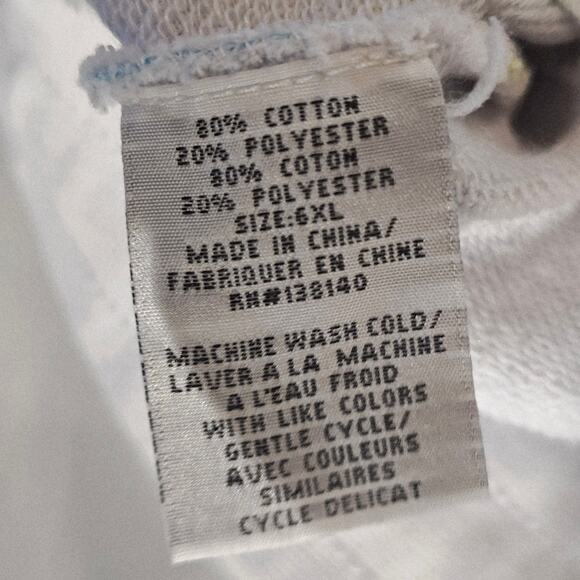 80% COTTON
20% POLYESTER
80% COTON
20% POLYESTER
SIZE:6XL
MADE IN CHINA/
FABRIQUER EN CHINE
RN#138140
MACHINE WASH COLD/
LAVER A LA MACHINE
A L'EAU FROID
WITH LIKE COLORS
GENTLE CYCLE/
AVEC COULEURS
SIMILAIRES
CYCLE DELICAT